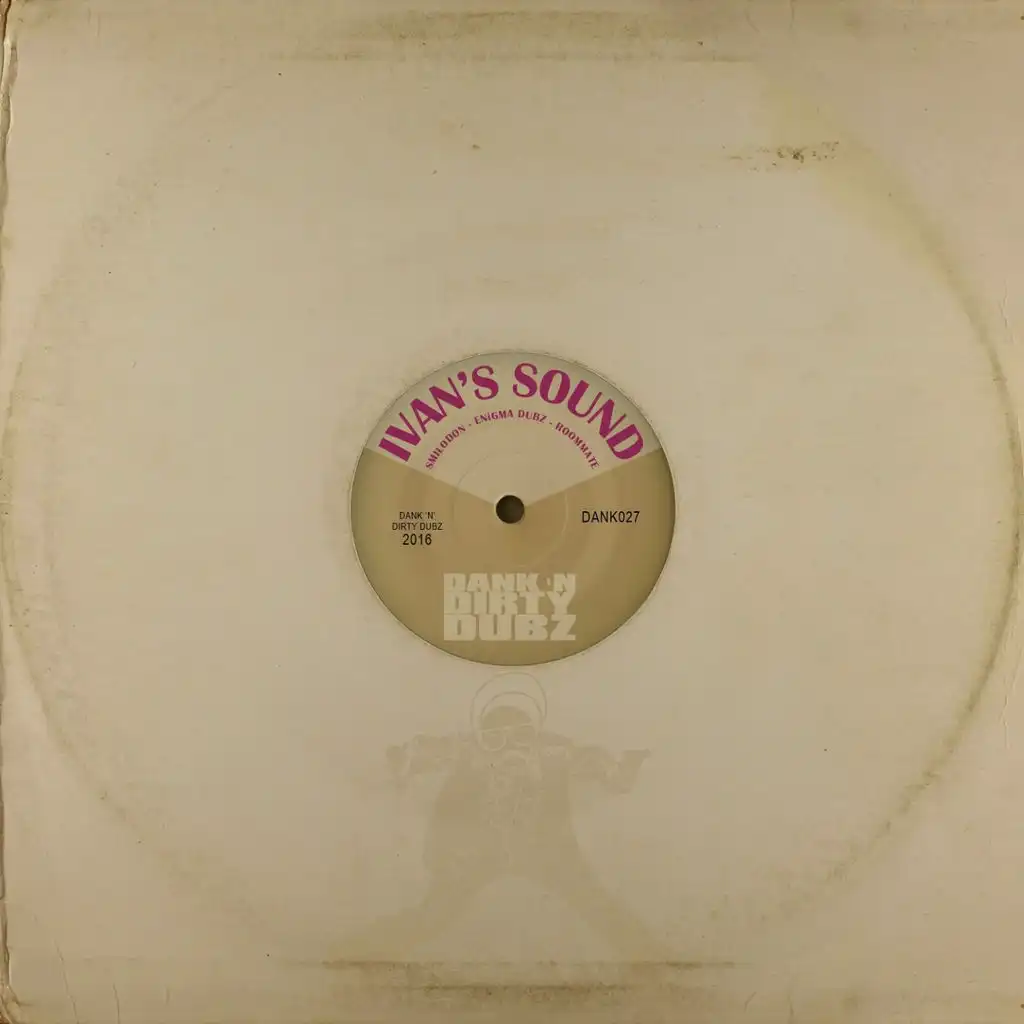 IVAN'S SOUND
SMILODON - ENIGMA DUBZ - ROOMMATE
DANK 'N'
DIRTY DUBZ
2016
DANK027
DANK 'N
DIRTY
DUBZ